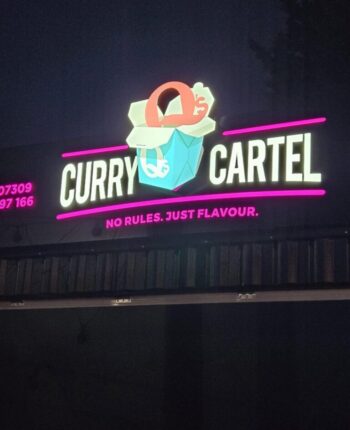 Q's
CURRY CARTEL
07309
97 166
NO RULES. JUST FLAVOUR.